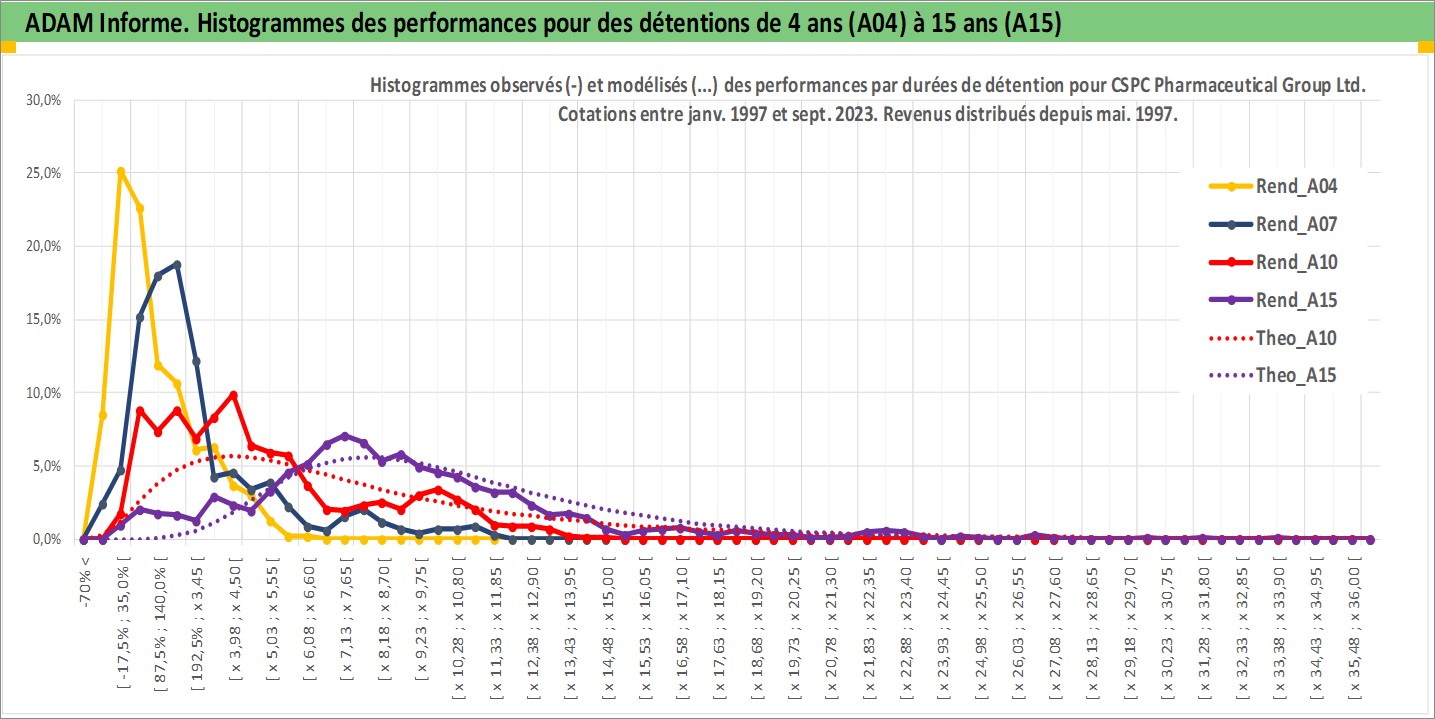 ADAM Informe. Histogrammes des performances pour des détentions de 4 ans (A04) à 15 ans (A15)
Histogrammes observés (-) et modélisés (...) des performances par durées de détention pour CSPC Pharmaceutical Group Ltd.
Cotations entre janv. 1997 et sept. 2023. Revenus distribués depuis mai. 1997.
30,0%
25,0%
20,0%
15,0%
10,0%
5,0%
0,0%
Rend_A04
Rend_A07
Rend_A10
Rend_A15
Theo_A10
Theo_A15
-70% <
[ -17,5% ; 35,0% [
[ 87,5% ; 140,0% [
[ 192,5% ; x 3,45 [
[ x 3,98 ; x 4,50 [
[ x 5,03 ; x 5,55 [
[ x 6,08 ; x 6,60 [
[ x 7,13 ; x 7,65 [
[ x 8,18 ; x 8,70 [
[ x 9,23 ; x 9,75 [
[ x 10,28 ; x 10,80 [
[ x 11,33 ; x 11,85 [
[ x 12,38 ; x 12,90 [
[ x 13,43 ; x 13,95 [
[ x 14,48 ; x 15,00 [
[ x 15,53 ; x 16,05 [
[ x 16,58 ; x 17,10 [
[ x 17,63 ; x 18,15 [
[ x 18,68 ; x 19,20 [
[ x 19,73 ; x 20,25 [
[ x 20,78 ; x 21,30 [
[ x 21,83 ; x 22,35 [
[ x 22,88 ; x 23,40 [
[ x 23,93 ; x 24,45 [
[ x 24,98 ; x 25,50 [
[ x 26,03 ; x 26,55 [
[ x 27,08 ; x 27,60 [
[ x 28,13 ; x 28,65 [
[ x 29,18 ; x 29,70 [
[ x 30,23 ; x 30,75 [
[ x 31,28 ; x 31,80 [
[ x 32,33 ; x 32,85 [
[ x 33,38 ; x 33,90 [
[ x 34,43 ; x 34,95 [
[ x 35,48 ; x 36,00 [